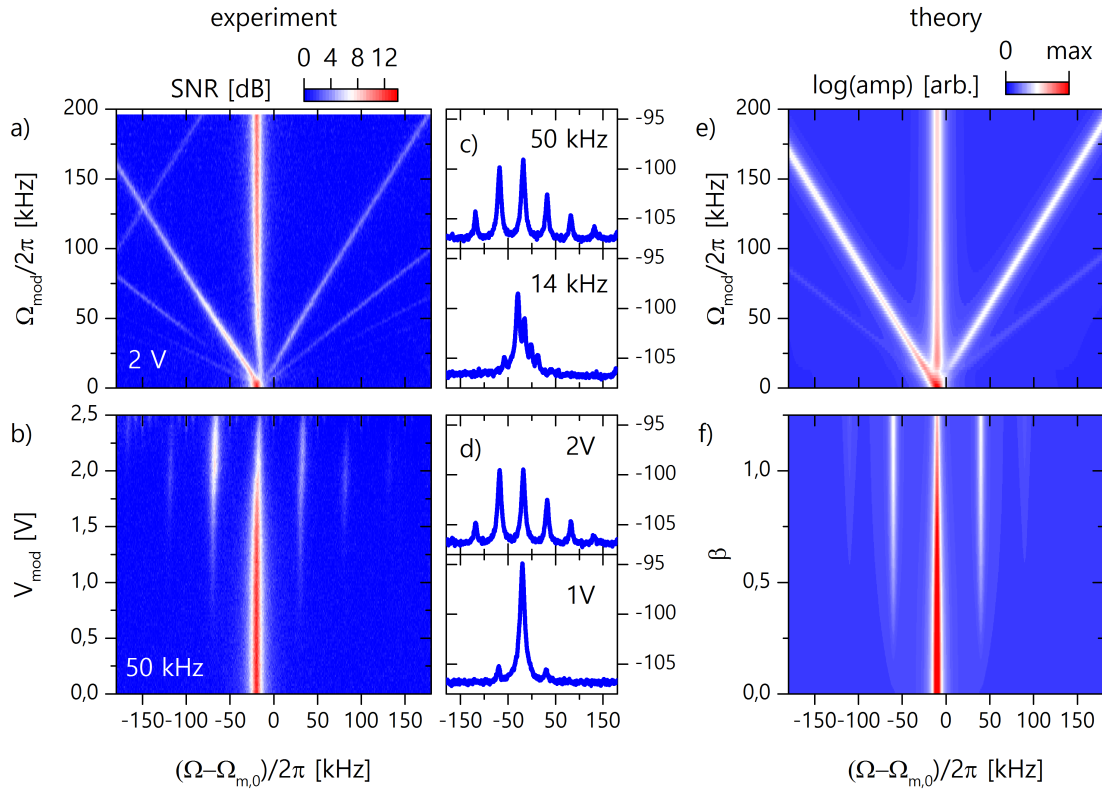 experiment
theory
0 4 8 12
SNR [dB]
0 max
log(amp) [arb.]
a)
200
150
100
50
0
Ω_mod/2π [kHz]
2 V
c)
50 kHz
-95
-100
-105
14 kHz
-95
-100
-105
e)
200
150
100
50
0
Ω_mod/2π [kHz]
b)
2,5
2,0
1,5
1,0
0,5
0,0
V_mod [V]
50 kHz
-150 -100 -50 0 50 100 150
(Ω–Ω_m,0)/2π [kHz]
d)
2V
-95
-100
-105
1V
-95
-100
-105
-150 -50 50 150
f)
1,0
0,5
0,0
β
-150 -100 -50 0 50 100 150
(Ω–Ω_m,0)/2π [kHz]